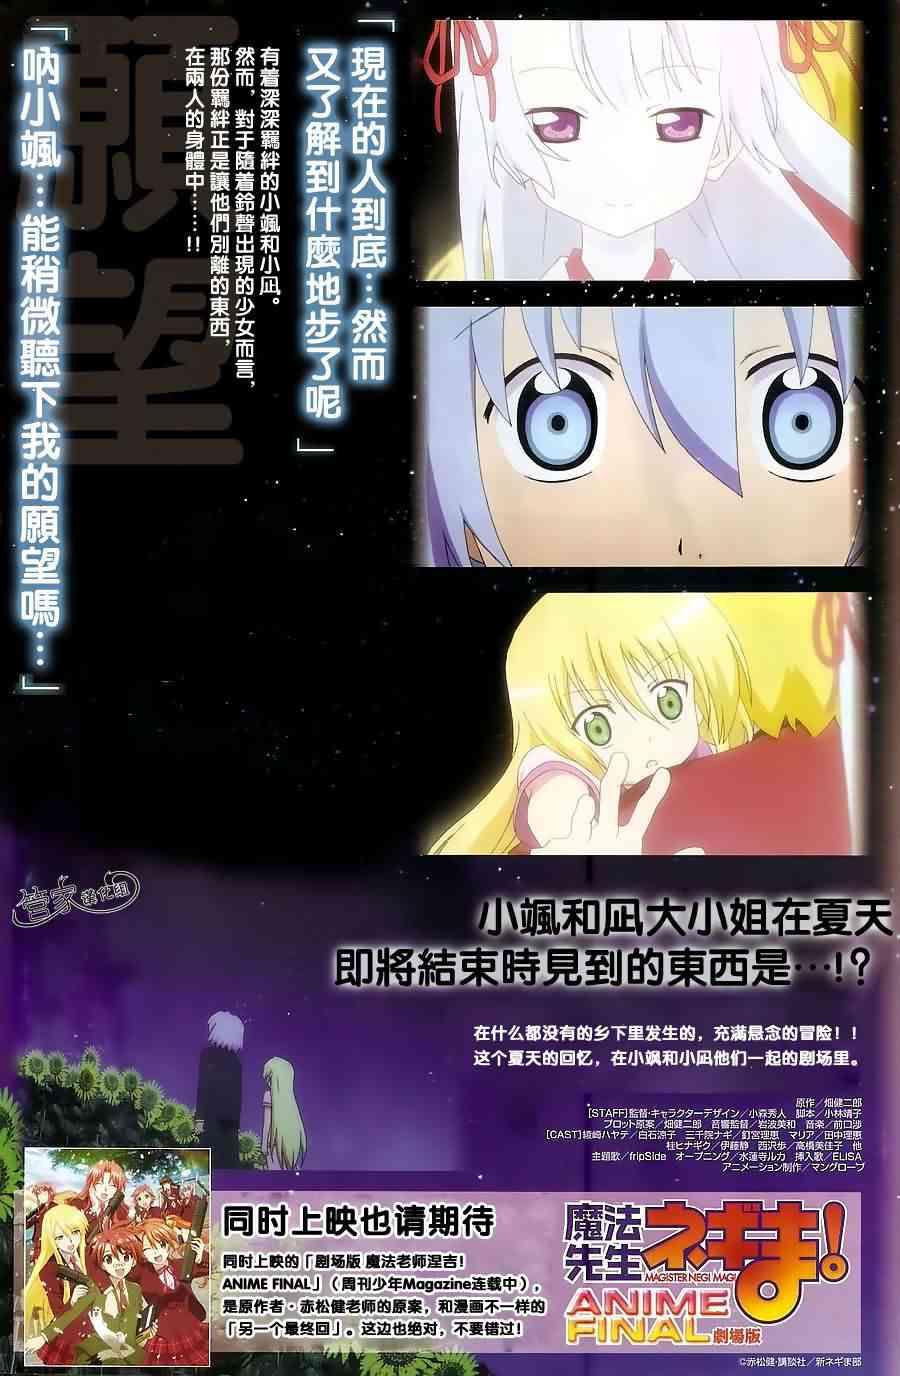 「現在的人到底…然而
又了解到什麼地步了呢」
有着深深羈絆的小颯和小凪。
然而，對于隨着鈴聲出現的少女而言，
那份羈絆正是讓他們別離的東西，
在兩人的身體中……!!
願望
「吶小颯…能稍微聽下我的願望嗎…」
管家漢化組
小颯和凪大小姐在夏天
即將結束時見到的東西是…!?
在什么都没有的乡下里发生的，充满悬念的冒险！！
这个夏天的回忆，在小飒和小凪他们一起的剧场里。
原作／畑健二郎
[STAFF]監督・キャラクターデザイン／小森秀人　脚本／小林靖子
プロット原案／畑健二郎　音響監督／岩波美和　音楽／前口渉
[CAST]綾崎ハヤテ／白石涼子　三千院ナギ／釘宮理恵　マリア／田中理恵
桂ヒナギク／伊藤静　西沢歩／高橋美佳子　他
主題歌／fripSide　オープニング／水蓮寺ルカ　挿入歌／ELISA
アニメーション制作／マングローブ
同时上映也请期待
同时上映的「剧场版 魔法老师涅吉!
ANIME FINAL」（周刊少年Magazine连载中），
是原作者・赤松健老师的原案，和漫画不一样的
「另一个最终回」。这边也绝对，不要错过！
魔法先生ネギま!
MAGISTER NEGI MAGI
ANIME
FINAL 劇場版
©赤松健・講談社／新ネギま部